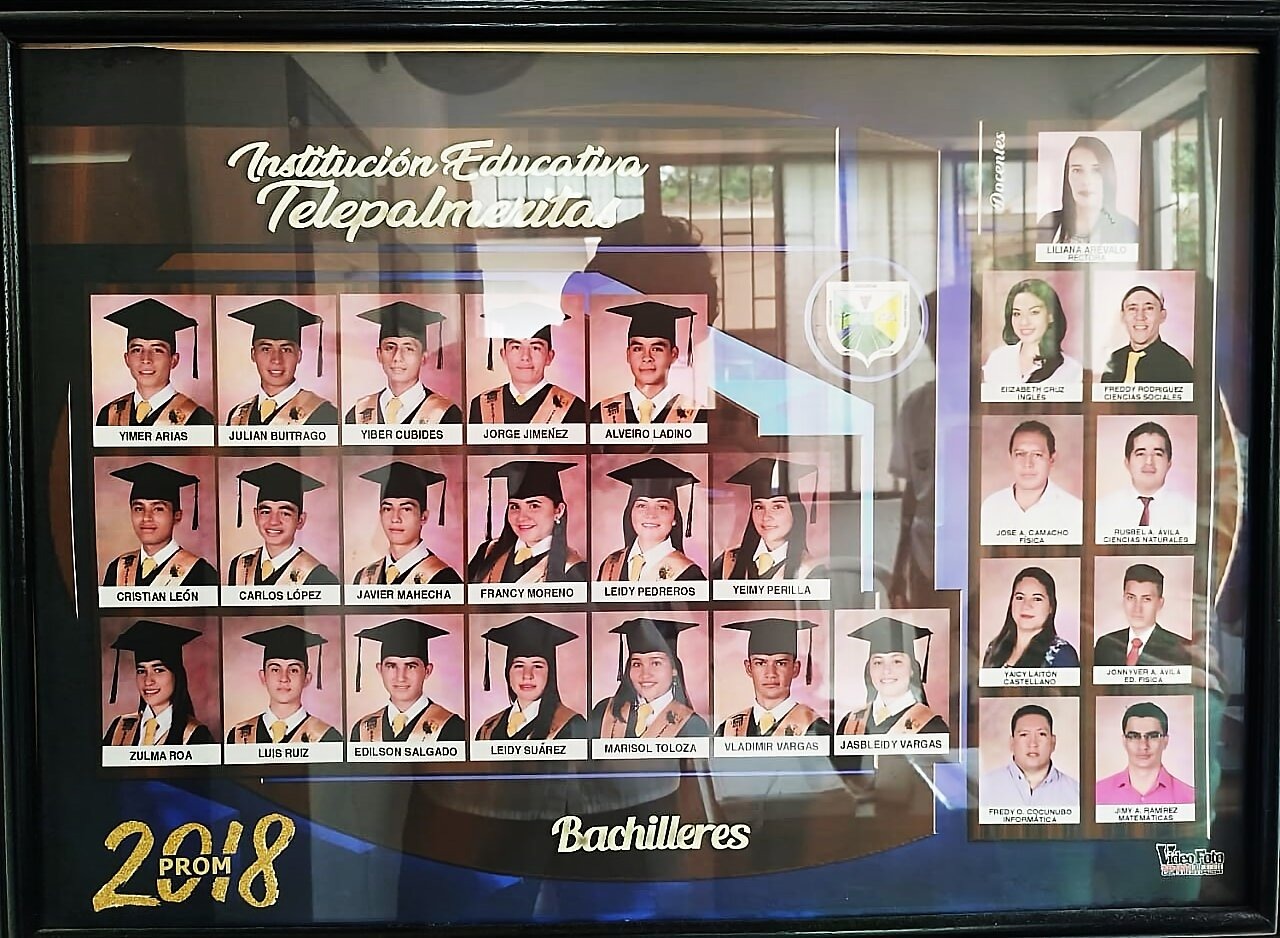 Institución Educativa
Telepalmeritas
Docentes
LILIANA AREVALO
RECTORA
YIMER ARIAS
JULIAN BUITRAGO
YIBER CUBIDES
JORGE JIMEÑEZ
ALVEIRO LADINO
CRISTIAN LEÓN
CARLOS LÓPEZ
JAVIER MAHECHA
FRANCY MORENO
LEIDY PEDREROS
YEIMY PERILLA
ZULMA ROA
LUIS RUIZ
EDILSON SALGADO
LEIDY SUÁREZ
MARISOL TOLOZA
VLADIMIR VARGAS
JASBLEIDY VARGAS
ELIZABETH CRUZ
INGLES
FREDDY RODRIGUEZ
CIENCIAS SOCIALES
JOSE A. CAMACHO
FÍSICA
RUSBEL A. AVILA
CIENCIAS NATURALES
YAICY LAITON
CASTELLANO
JONNYVER A. AVILA
ED. FISICA
FREDY O. COCUNUBO
INFORMÁTICA
JIMY A. RAMIREZ
MATEMÁTICAS
2018
PROM
Bachilleres
Video Foto